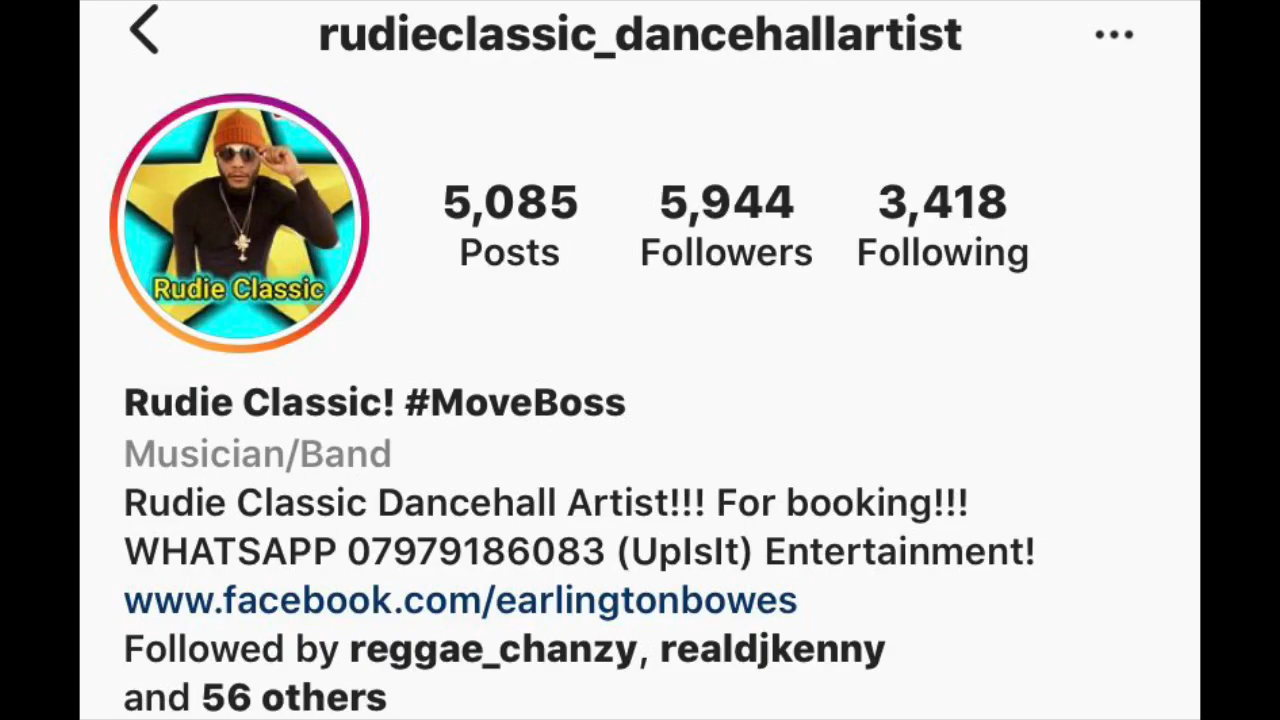 rudieclassic_dancehallartist
Rudie Classic
5,085 5,944 3,418
Posts Followers Following
Rudie Classic! #MoveBoss
Musician/Band
Rudie Classic Dancehall Artist!!! For booking!!!
WHATSAPP 07979186083 (UpIsIt) Entertainment!
www.facebook.com/earlingtonbowes
Followed by reggae_chanzy, realdjkenny
and 56 others